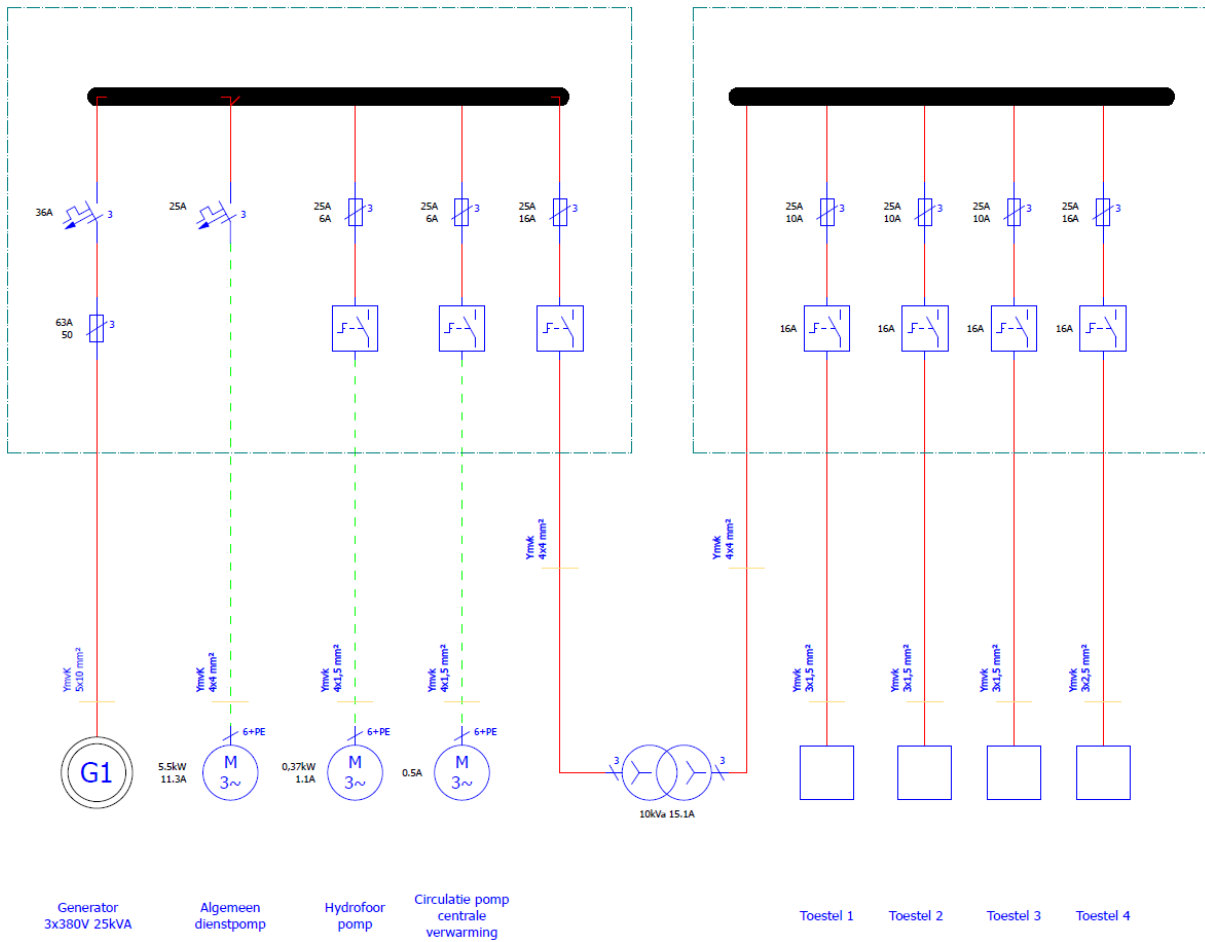 36A
3
25A
3
25A
6A
3
25A
6A
3
25A
16A
3
25A
10A
3
25A
10A
3
25A
10A
3
25A
16A
3
63A
50
3
16A
16A
16A
16A
Ymvk
4x4 mm²
Ymvk
4x4 mm²
YmvK
5x10 mm²
YmvK
4x4 mm²
Ymvk
4x1,5 mm²
Ymvk
4x1,5 mm²
Ymvk
3x1,5 mm²
Ymvk
3x1,5 mm²
Ymvk
3x1,5 mm²
Ymvk
3x2,5 mm²
6+PE
6+PE
6+PE
G1
5.5kW
11.3A
M
3~
0,37kW
1.1A
M
3~
0.5A
M
3~
3
3
10kVa 15.1A
Generator
3x380V 25kVA
Algemeen
dienstpomp
Hydrofoor
pomp
Circulatie pomp
centrale
verwarming
Toestel 1
Toestel 2
Toestel 3
Toestel 4